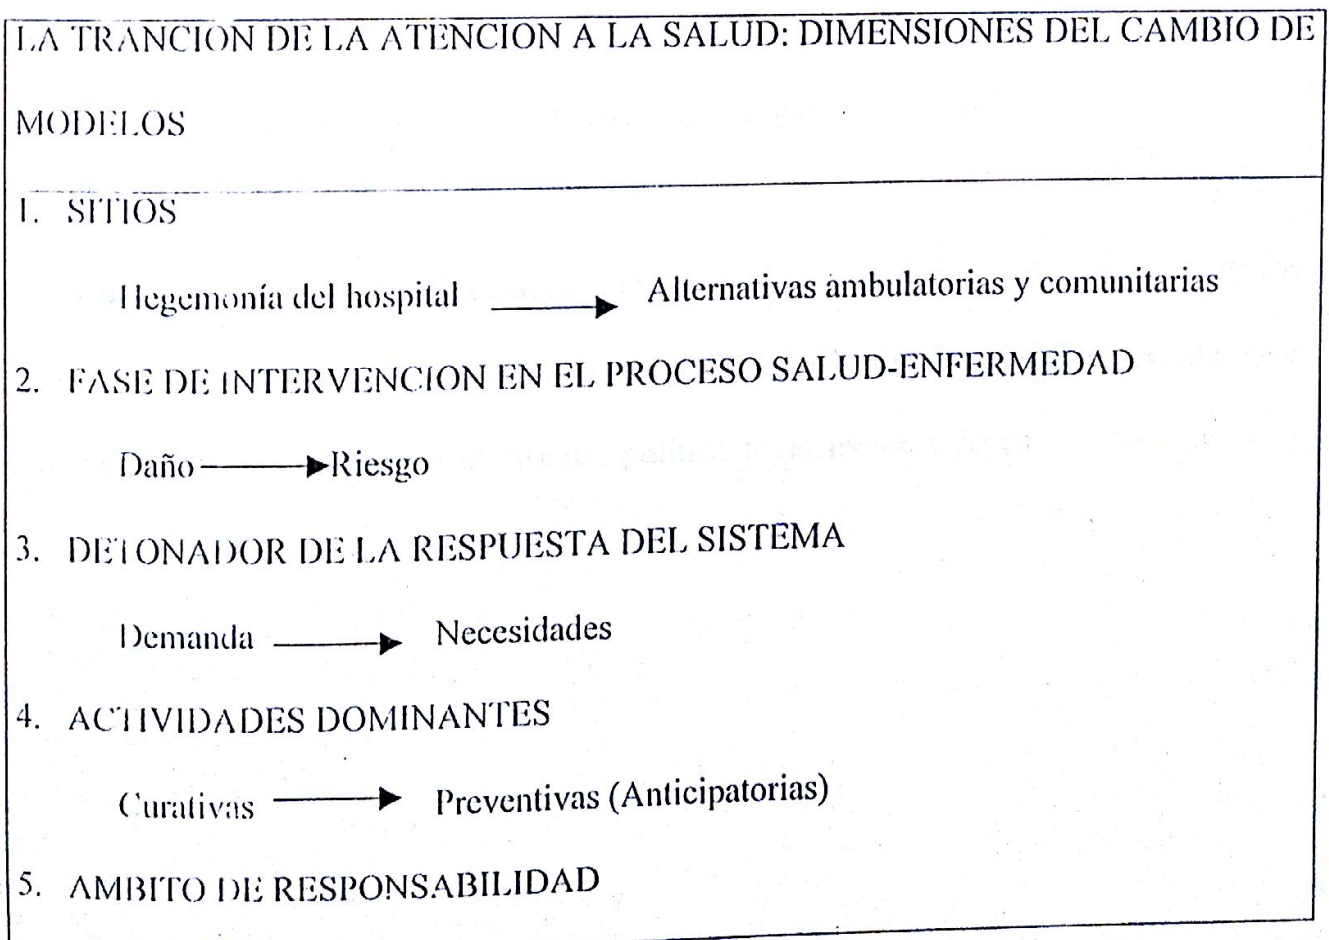 LA TRANCION DE LA ATENCION A LA SALUD: DIMENSIONES DEL CAMBIO DE
MODELOS
1. SITIOS
Hegemonía del hospital Alternativas ambulatorias y comunitarias
2. FASE DE INTERVENCION EN EL PROCESO SALUD-ENFERMEDAD
Daño Riesgo
3. DETONADOR DE LA RESPUESTA DEL SISTEMA
Demanda Necesidades
4. ACTIVIDADES DOMINANTES
Curativas Preventivas (Anticipatorias)
5. AMBITO DE RESPONSABILIDAD